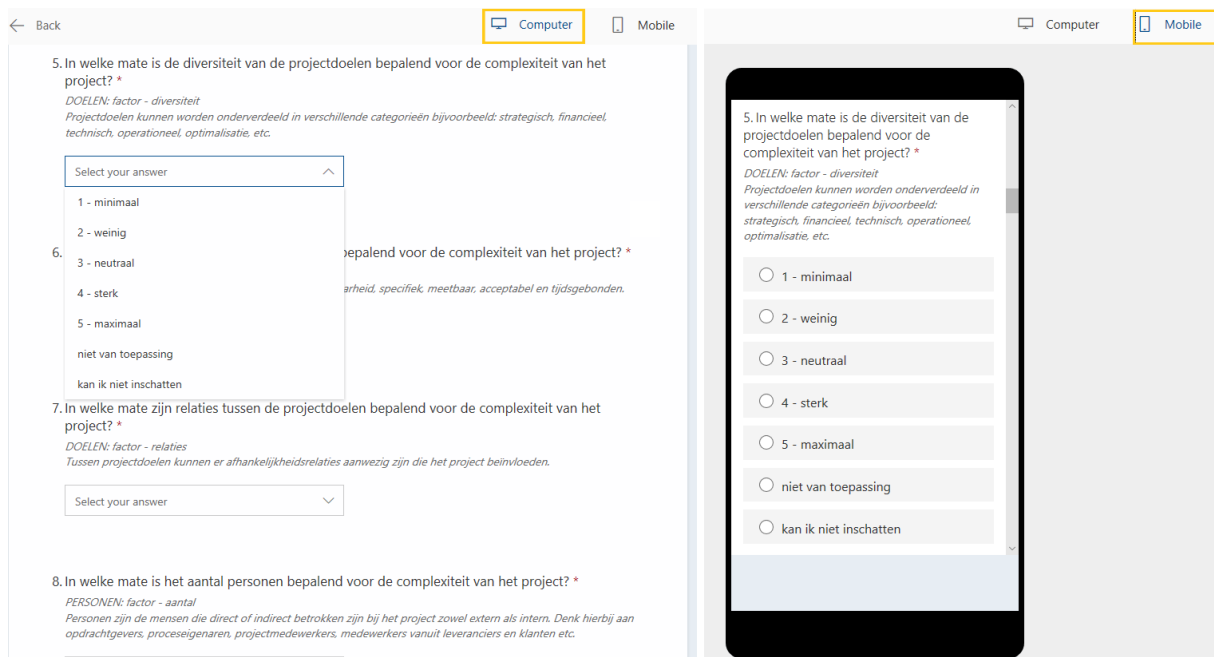 Back
Computer
Mobile
5. In welke mate is de diversiteit van de projectdoelen bepalend voor de complexiteit van het
project? *
DOELEN: factor - diversiteit
Projectdoelen kunnen worden onderverdeeld in verschillende categorieën bijvoorbeeld: strategisch, financieel,
technisch, operationeel, optimalisatie, etc.
Select your answer
1 - minimaal
2 - weinig
3 - neutraal
4 - sterk
5 - maximaal
niet van toepassing
kan ik niet inschatten
6. bepalend voor de complexiteit van het project? *
specifiek, meetbaar, acceptabel en tijdsgebonden.
7. In welke mate zijn relaties tussen de projectdoelen bepalend voor de complexiteit van het
project? *
DOELEN: factor - relaties
Tussen projectdoelen kunnen er afhankelijkheidsrelaties aanwezig zijn die het project beïnvloeden.
Select your answer
8. In welke mate is het aantal personen bepalend voor de complexiteit van het project? *
PERSONEN: factor - aantal
Personen zijn de mensen die direct of indirect betrokken zijn bij het project zowel extern als intern. Denk hierbij aan
opdrachtgevers, proceseigenaren, projectmedewerkers, medewerkers vanuit leveranciers en klanten etc.
Computer
Mobile
5. In welke mate is de diversiteit van de
projectdoelen bepalend voor de
complexiteit van het project? *
DOELEN: factor - diversiteit
Projectdoelen kunnen worden onderverdeeld in
verschillende categorieën bijvoorbeeld:
strategisch, financieel, technisch, operationeel,
optimalisatie, etc.
1 - minimaal
2 - weinig
3 - neutraal
4 - sterk
5 - maximaal
niet van toepassing
kan ik niet inschatten